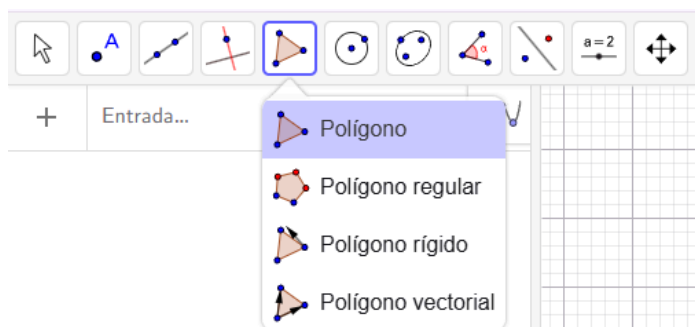 A
α
a=2
Entrada...
Polígono
Polígono regular
Polígono rígido
Polígono vectorial